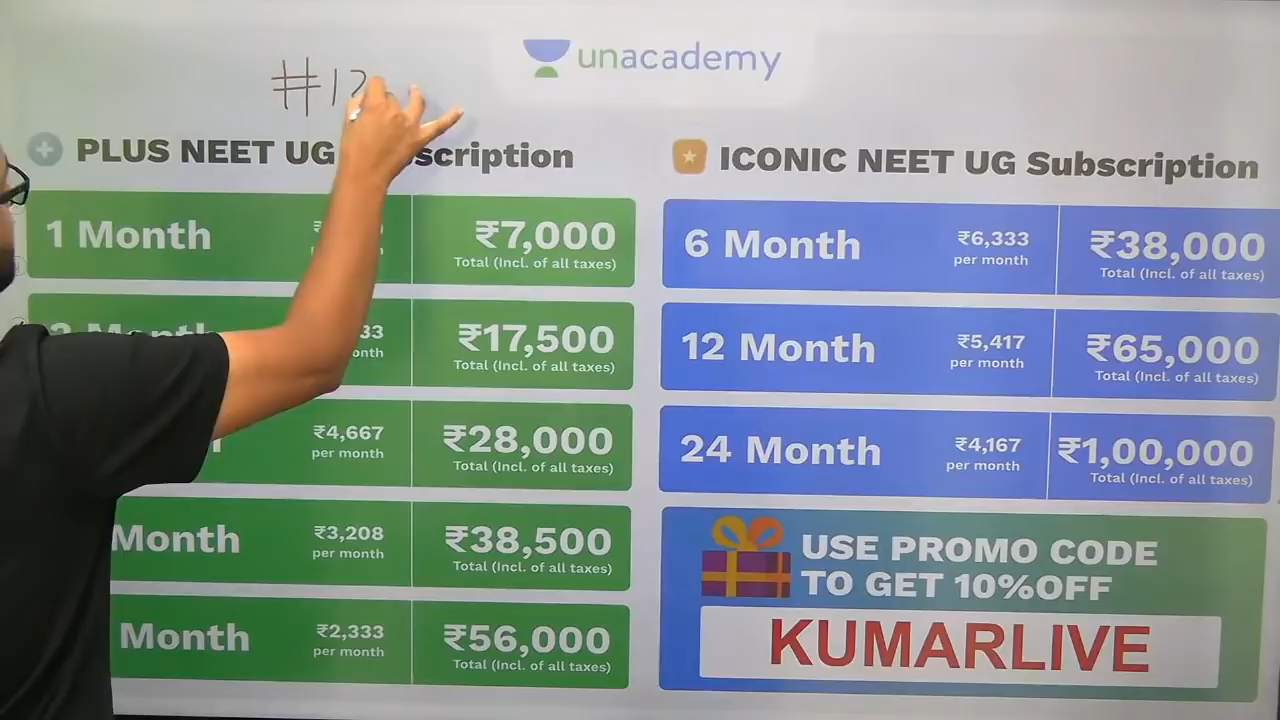 unacademy
#12
PLUS NEET UG scription
1 Month ₹7,000
Total (Incl. of all taxes)
₹17,500
Total (Incl. of all taxes)
₹4,667
per month
₹28,000
Total (Incl. of all taxes)
Month ₹3,208
per month
₹38,500
Total (Incl. of all taxes)
Month ₹2,333
per month
₹56,000
Total (Incl. of all taxes)
ICONIC NEET UG Subscription
6 Month ₹6,333
per month
₹38,000
Total (Incl. of all taxes)
12 Month ₹5,417
per month
₹65,000
Total (Incl. of all taxes)
24 Month ₹4,167
per month
₹1,00,000
Total (Incl. of all taxes)
USE PROMO CODE
TO GET 10%OFF
KUMARLIVE